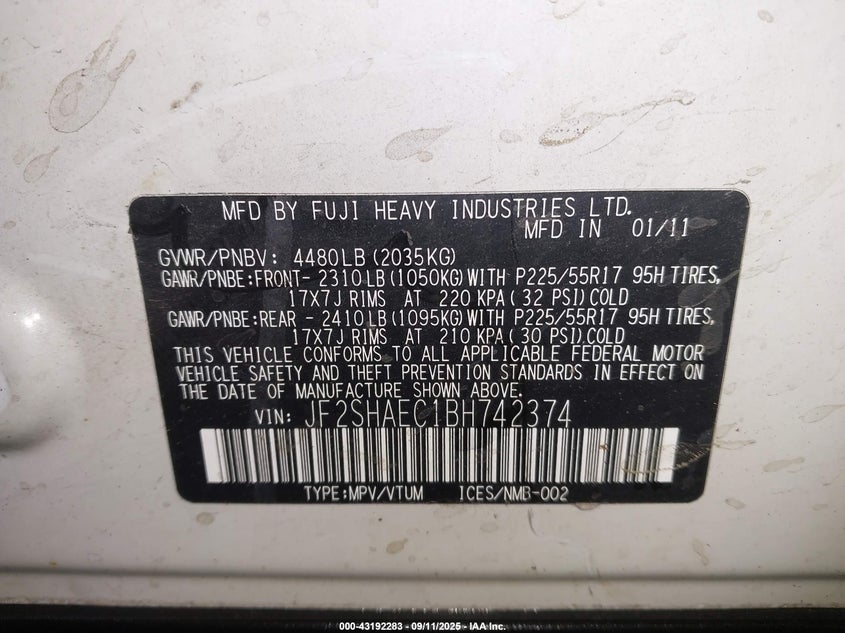 MFD BY FUJI HEAVY INDUSTRIES LTD.
MFD IN 01/11
GVWR/PNBV: 4480LB (2035KG)
GAWR/PNBE:FRONT- 2310LB (1050KG) WITH P225/55R17 95H TIRES,
17X7J RIMS AT 220 KPA ( 32 PSI) COLD
GAWR/PNBE:REAR - 2410LB (1095KG) WITH P225/55R17 95H TIRES,
17X7J RIMS AT 210 KPA ( 30 PSI) COLD
THIS VEHICLE CONFORMS TO ALL APPLICABLE FEDERAL MOTOR
VEHICLE SAFETY AND THEFT PREVENTION STANDARDS IN EFFECT ON
THE DATE OF MANUFACTURE SHOWN ABOVE.
VIN: JF2SHAEC1BH742374
TYPE:MPV/VTUM ICES/NMB-002
000-43192283 - 09/11/2025 - IAA Inc.